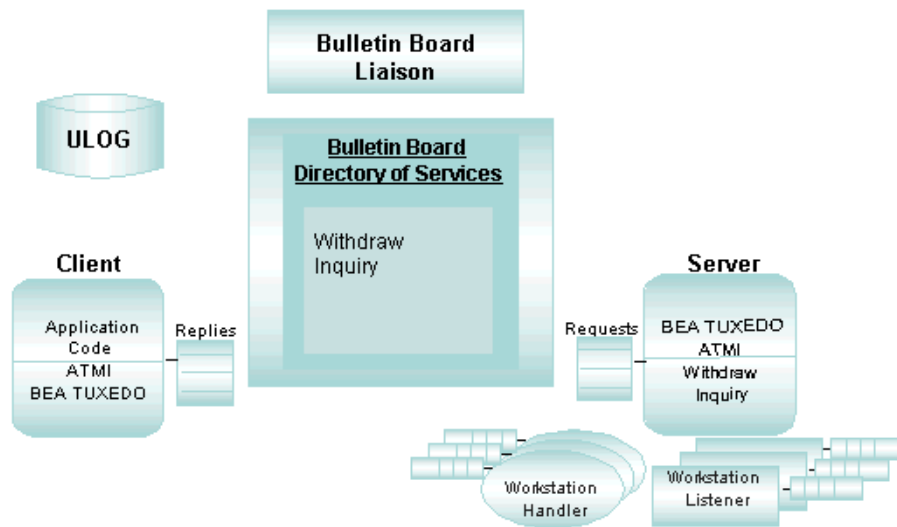 Bulletin Board
Liaison
ULOG
Bulletin Board
Directory of Services
Withdraw
Inquiry
Client
Application
Code
ATMI
BEA TUXEDO
Replies
Requests
Server
BEA TUXEDO
ATMI
Withdraw
Inquiry
Workstation
Handler
Workstation
Listener